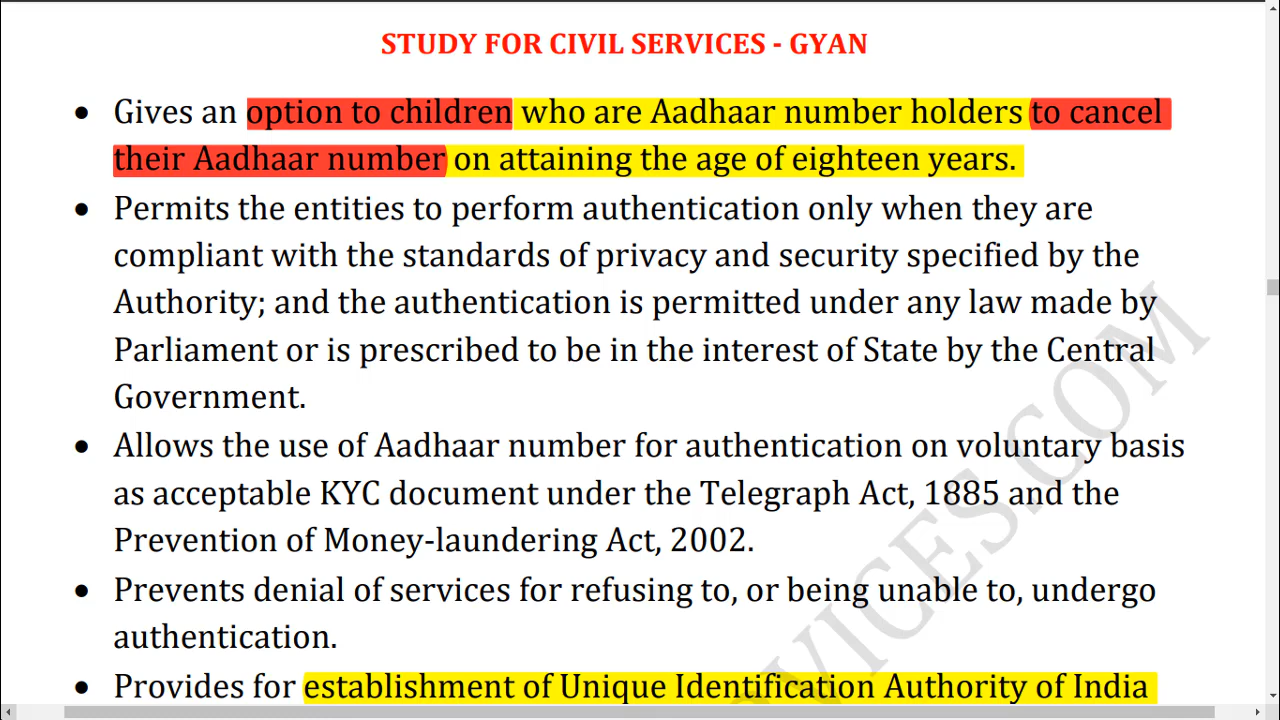 STUDY FOR CIVIL SERVICES - GYAN
• Gives an option to children who are Aadhaar number holders to cancel
their Aadhaar number on attaining the age of eighteen years.
• Permits the entities to perform authentication only when they are
compliant with the standards of privacy and security specified by the
Authority; and the authentication is permitted under any law made by
Parliament or is prescribed to be in the interest of State by the Central
Government.
• Allows the use of Aadhaar number for authentication on voluntary basis
as acceptable KYC document under the Telegraph Act, 1885 and the
Prevention of Money-laundering Act, 2002.
• Prevents denial of services for refusing to, or being unable to, undergo
authentication.
• Provides for establishment of Unique Identification Authority of India
VICES.COM